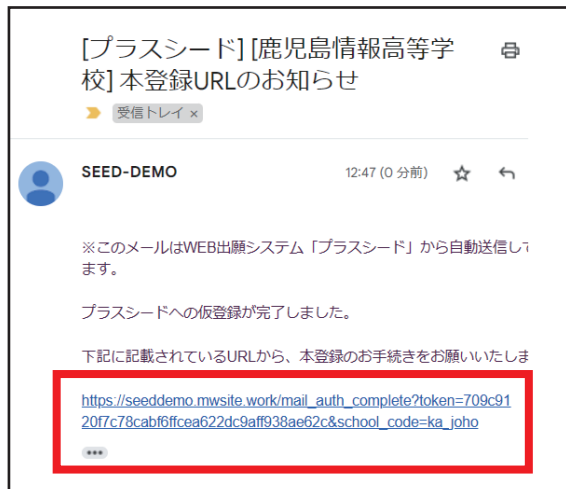 [プラスシード] [鹿児島情報高等学
校] 本登録URLのお知らせ
受信トレイ ×
SEED-DEMO 12:47 (0 分前)
※このメールはWEB出願システム「プラスシード」から自動送信して
ます。
プラスシードへの仮登録が完了しました。
下記に記載されているURLから、本登録のお手続きをお願いいたしま
https://seeddemo.mwsite.work/mail_auth_complete?token=709c91
20f7c78cabf6ffcea622dc9aff938ae62c&school_code=ka_joho